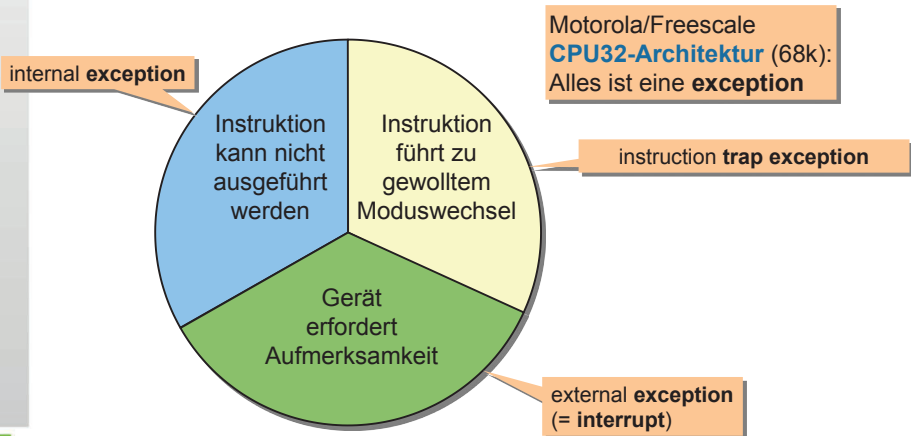 Motorola/Freescale
CPU32-Architektur (68k):
Alles ist eine exception
internal exception
Instruktion
kann nicht
ausgeführt
werden
Instruktion
führt zu
gewolltem
Moduswechsel
instruction trap exception
Gerät
erfordert
Aufmerksamkeit
external exception
(= interrupt)